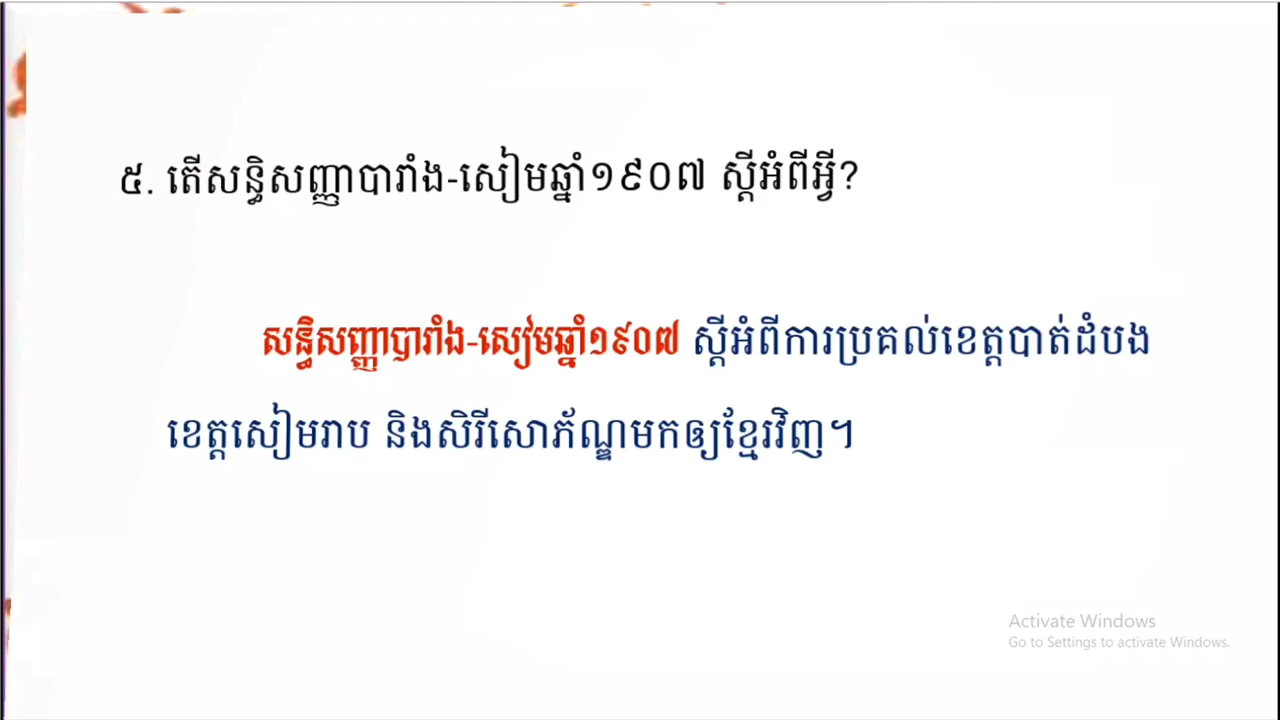 ៥. តើសន្ធិសញ្ញាបារាំង-សៀមឆ្នាំ១៩០៧ ស្តីអំពីអ្វី?
សន្ធិសញ្ញាបារាំង-សៀមឆ្នាំ១៩០៧ ស្តីអំពីការប្រគល់ខេត្តបាត់ដំបង
ខេត្តសៀមរាប និងសិរីសោភ័ណ្ឌមកឲ្យខ្មែរវិញ។
Activate Windows
Go to Settings to activate Windows.